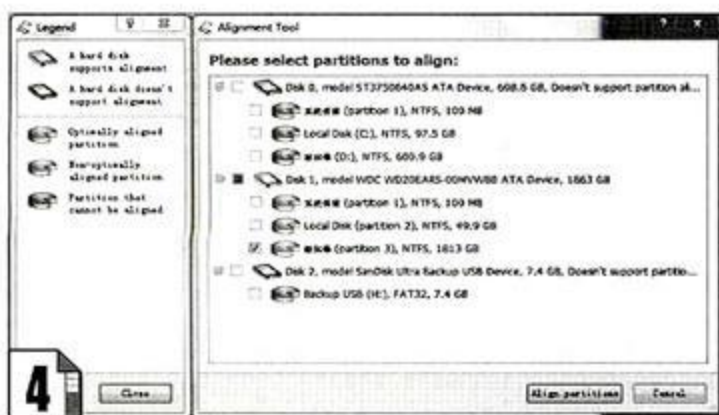 Legend
A hard disk
supports alignment
A hard disk doesn't
support alignment
Optimally aligned
partition
Non-optimally
aligned partition
Partition that
cannot be aligned
4
Close
Alignment Tool
Please select partitions to align:
Disk 0, model ST3750640AS ATA Device, 698.6 GB, Doesn't support partition al...
(partition 1), NTFS, 100 MB
Local Disk (C:), NTFS, 97.5 GB
(D:), NTFS, 600.9 GB
Disk 1, model WDC WD20EARS-00MVWB0 ATA Device, 1863 GB
(partition 1), NTFS, 100 MB
Local Disk (partition 2), NTFS, 49.9 GB
(partition 3), NTFS, 1813 GB
Disk 2, model SanDisk Ultra Backup USB Device, 7.4 GB, Doesn't support partitio...
Backup USB (H:), FAT32, 7.4 GB
Align partitions
Cancel